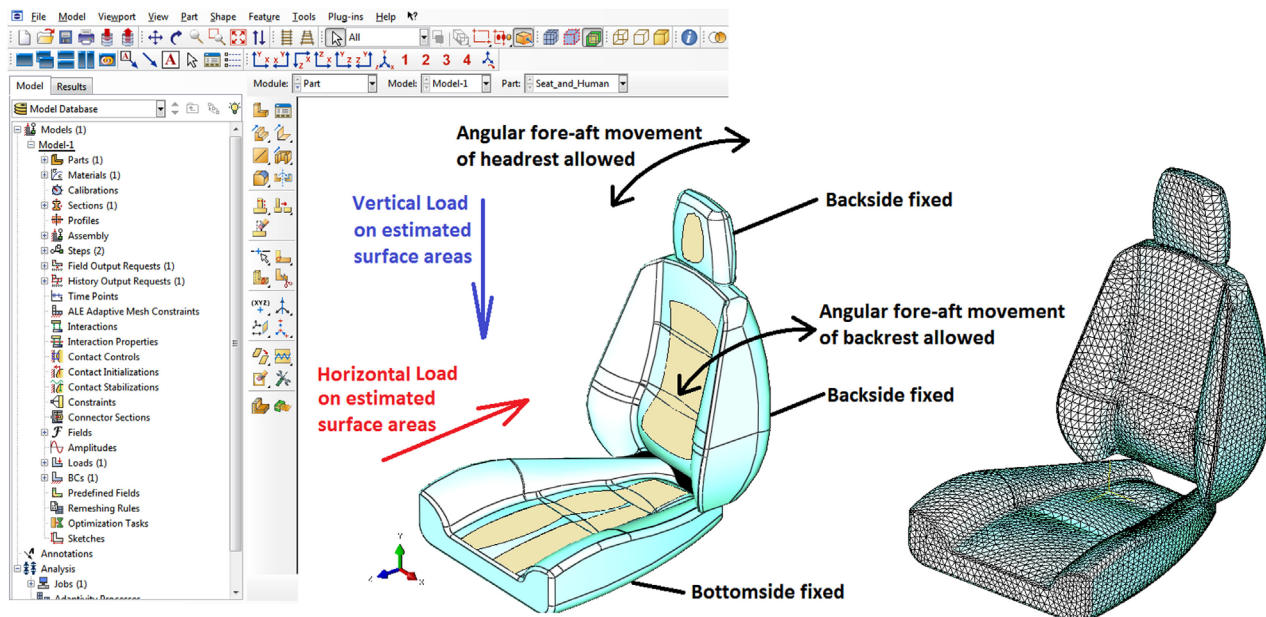 File Model Viewport View Part Shape Feature Tools Plug-ins Help
All
A
A
1 2 3 4
Model Results
Module: Part Model: Model-1 Part: Seat_and_Human
Model Database
Models (1)
Model-1
Parts (1)
Materials (1)
Calibrations
Sections (1)
Profiles
Assembly
Steps (2)
Field Output Requests (1)
History Output Requests (1)
Time Points
ALE Adaptive Mesh Constraints
Interactions
Interaction Properties
Contact Controls
Contact Initializations
Contact Stabilizations
Constraints
Connector Sections
Fields
Amplitudes
Loads (1)
BCs (1)
Predefined Fields
Remeshing Rules
Optimization Tasks
Sketches
Annotations
Analysis
Jobs (1)
Adaptivity Processes
(XYZ)
Angular fore-aft movement
of headrest allowed
Vertical Load
on estimated
surface areas
Backside fixed
Angular fore-aft movement
of backrest allowed
Horizontal Load
on estimated
surface areas
Backside fixed
Y
Z X
Bottomside fixed